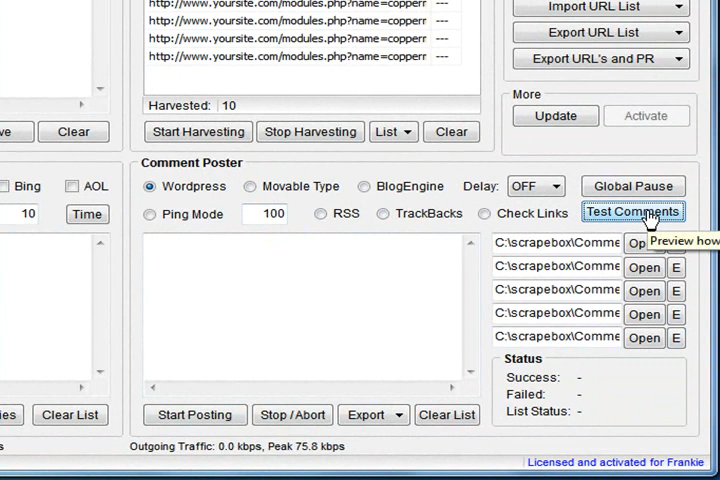 http://www.yoursite.com/modules.php?name=copperr ---
http://www.yoursite.com/modules.php?name=copperr ---
http://www.yoursite.com/modules.php?name=copperr ---
http://www.yoursite.com/modules.php?name=copperr ---
Import URL List
Export URL List
Export URL's and PR
Harvested: 10
More
Update Activate
ve Clear
Start Harvesting Stop Harvesting List Clear
Comment Poster
Bing AOL
Wordpress Movable Type BlogEngine Delay: OFF Global Pause
10 Time
Ping Mode 100 RSS TrackBacks Check Links Test Comments
Preview how
C:\scrapebox\Comme Op
C:\scrapebox\Comme Open E
C:\scrapebox\Comme Open E
C:\scrapebox\Comme Open E
C:\scrapebox\Comme Open E
Status
Success: -
Failed: -
List Status: -
ies Clear List
Start Posting Stop / Abort Export Clear List
s
Outgoing Traffic: 0.0 kbps, Peak 75.8 kbps
Licensed and activated for Frankie